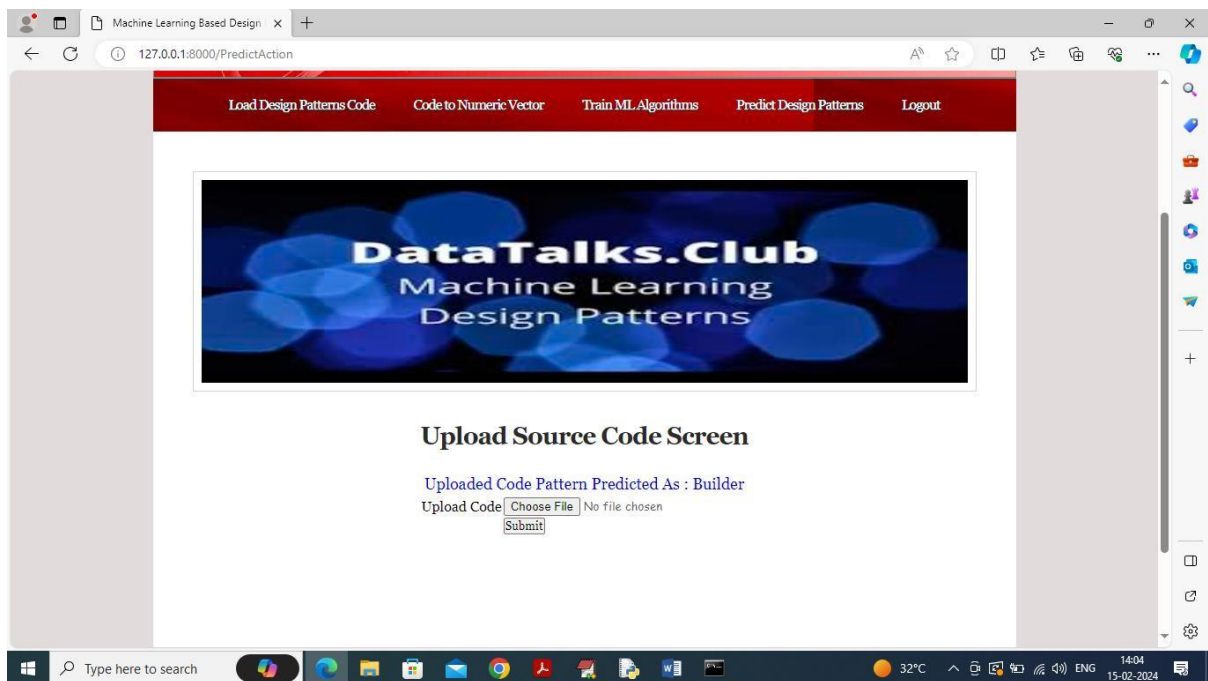 Machine Learning Based Design
127.0.0.1:8000/PredictAction
Load Design Patterns Code Code to Numeric Vector Train ML Algorithms Predict Design Patterns Logout
DataTalks.Club
Machine Learning
Design Patterns
Upload Source Code Screen
Uploaded Code Pattern Predicted As : Builder
Upload Code Choose File No file chosen
Submit
Type here to search
32°C
ENG
14:04
15-02-2024